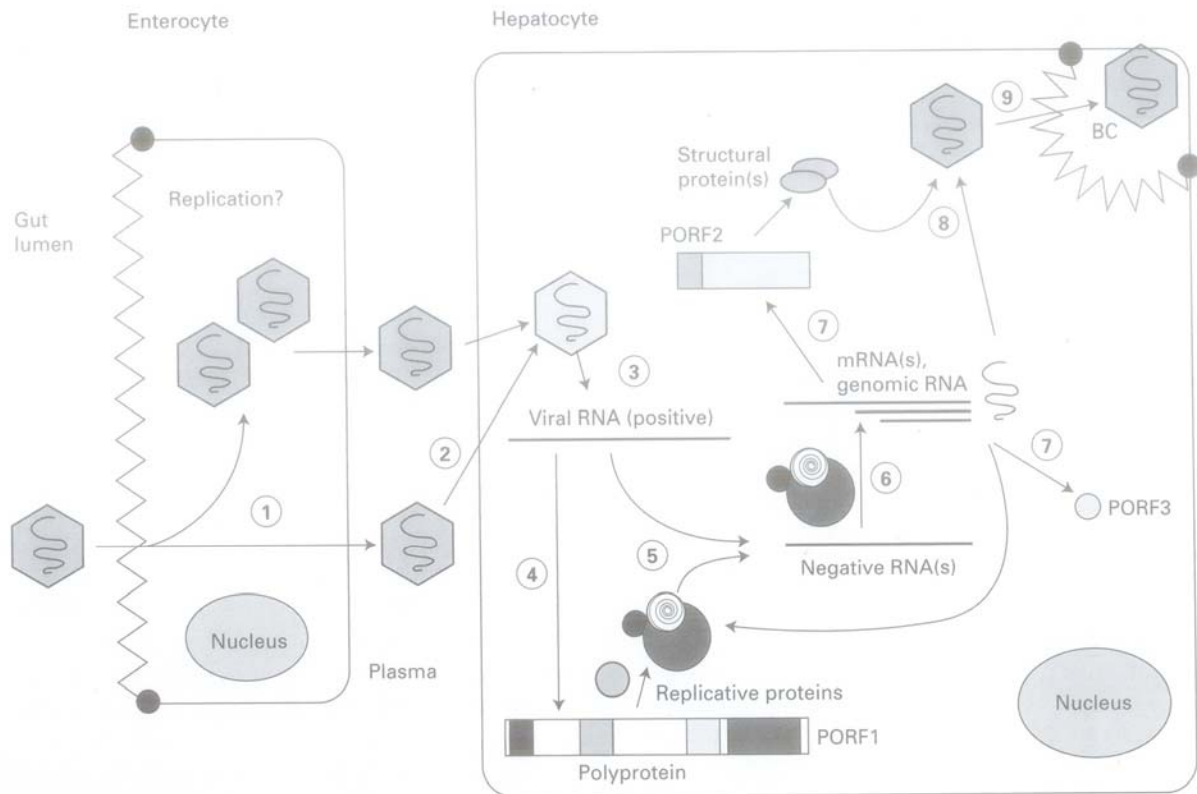 Enterocyte
Hepatocyte
Gut
lumen
Replication?
1
Nucleus
Plasma
2
3
Viral RNA (positive)
4
5
Replicative proteins
PORF1
Polyprotein
Negative RNA(s)
6
mRNA(s),
genomic RNA
7
PORF2
Structural
protein(s)
7
PORF3
8
9
BC
Nucleus